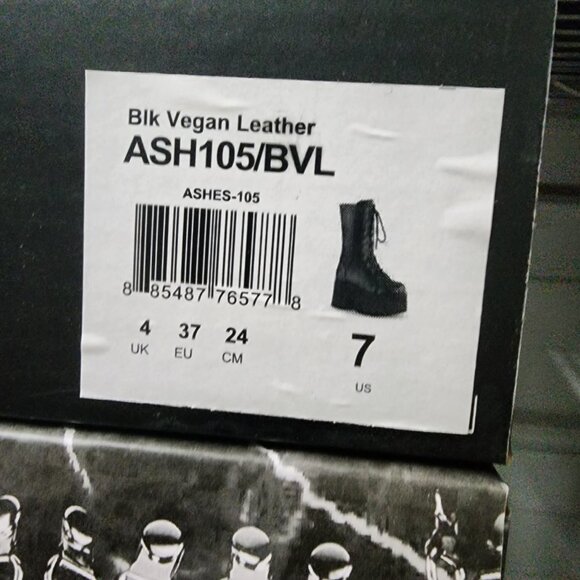 Blk Vegan Leather
ASH105/BVL
ASHES-105
8 85487 76577 8
4 37 24
UK EU CM
7
US